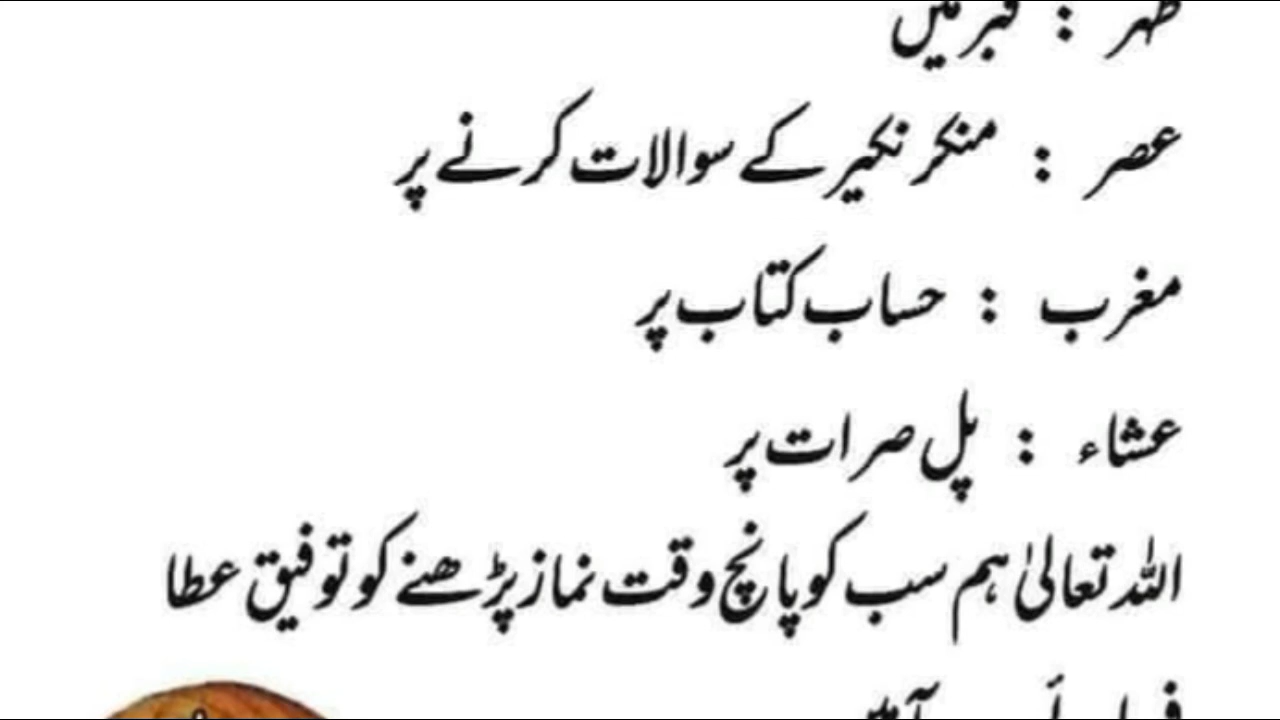 ظہر : قبر میں
عصر : منکر نکیر کے سوالات کرنے پر
مغرب : حساب کتاب پر
عشاء : پل صرات پر
اللہ تعالیٰ ہم سب کو پانچ وقت نماز پڑھنے کو توفیق عطا